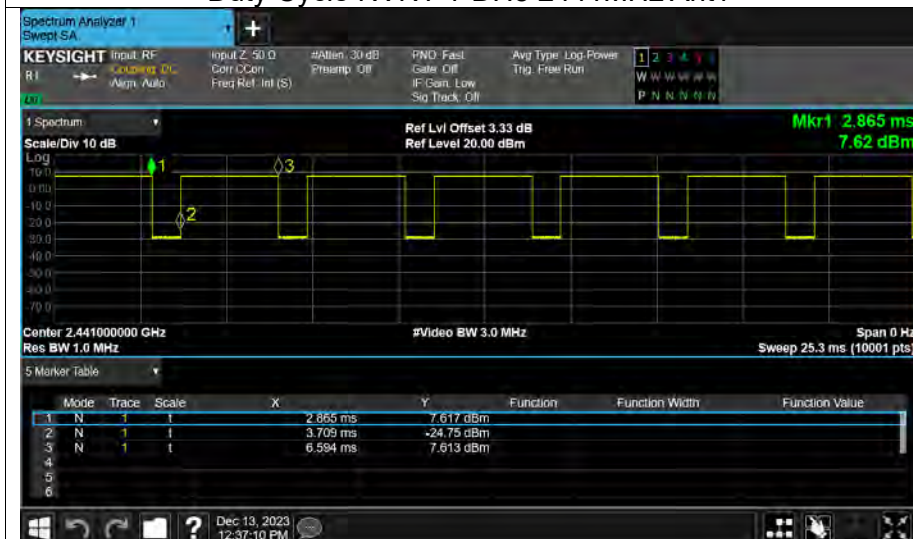 Spectrum Analyzer 1
Swept SA
+
KEYSIGHT Input: RF Input Z: 50 Ω #Atten: 30 dB PNO: Fast Avg Type: Log-Power 1 2 3 4 5 6
Coupling: DC Corr CCorr Preamp: Off Gate: Off Trig: Free Run W W W W W W
Align: Auto Freq Ref: Int (S) IF Gain: Low
Sig Track: Off P N N N N N
1 Spectrum Ref Lvl Offset 3.33 dB Mkr1 2.865 ms
Scale/Div 10 dB Ref Level 20.00 dBm 7.62 dBm
Log
10.0
0.00
-10.0
-20.0
-30.0
-40.0
-50.0
-60.0
-70.0
1
3
2
Center 2.441000000 GHz #Video BW 3.0 MHz Span 0 Hz
Res BW 1.0 MHz Sweep 25.3 ms (10001 pts)
5 Marker Table
Mode Trace Scale X Y Function Function Width Function Value
1 N 1 t 2.865 ms 7.617 dBm
2 N 1 t 3.709 ms -24.75 dBm
3 N 1 t 6.594 ms 7.613 dBm
4
5
6
? Dec 13, 2023
12:37:10 PM